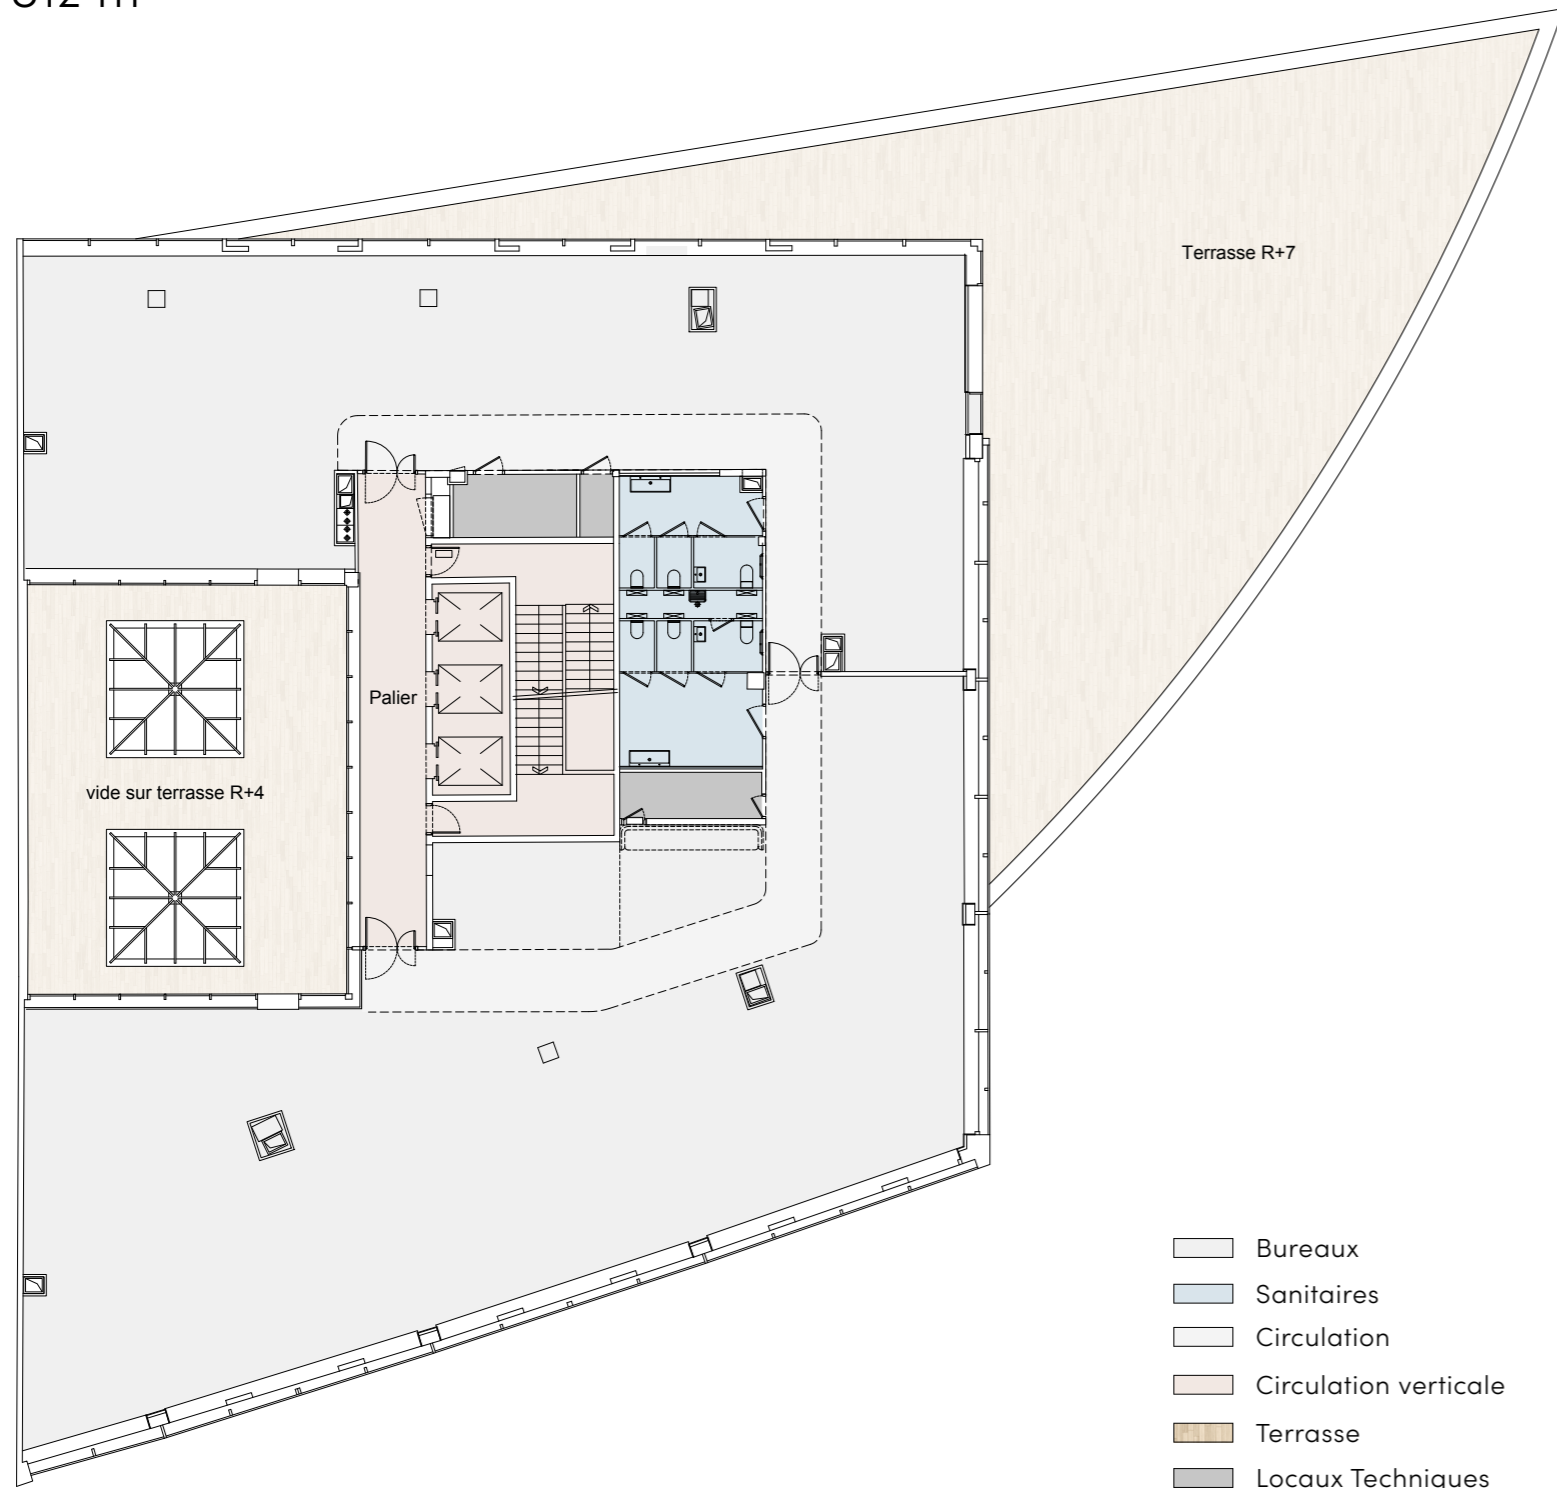 Terrasse R+7
Palier
vide sur terrasse R+4
Bureaux
Sanitaires
Circulation
Circulation verticale
Terrasse
Locaux Techniques